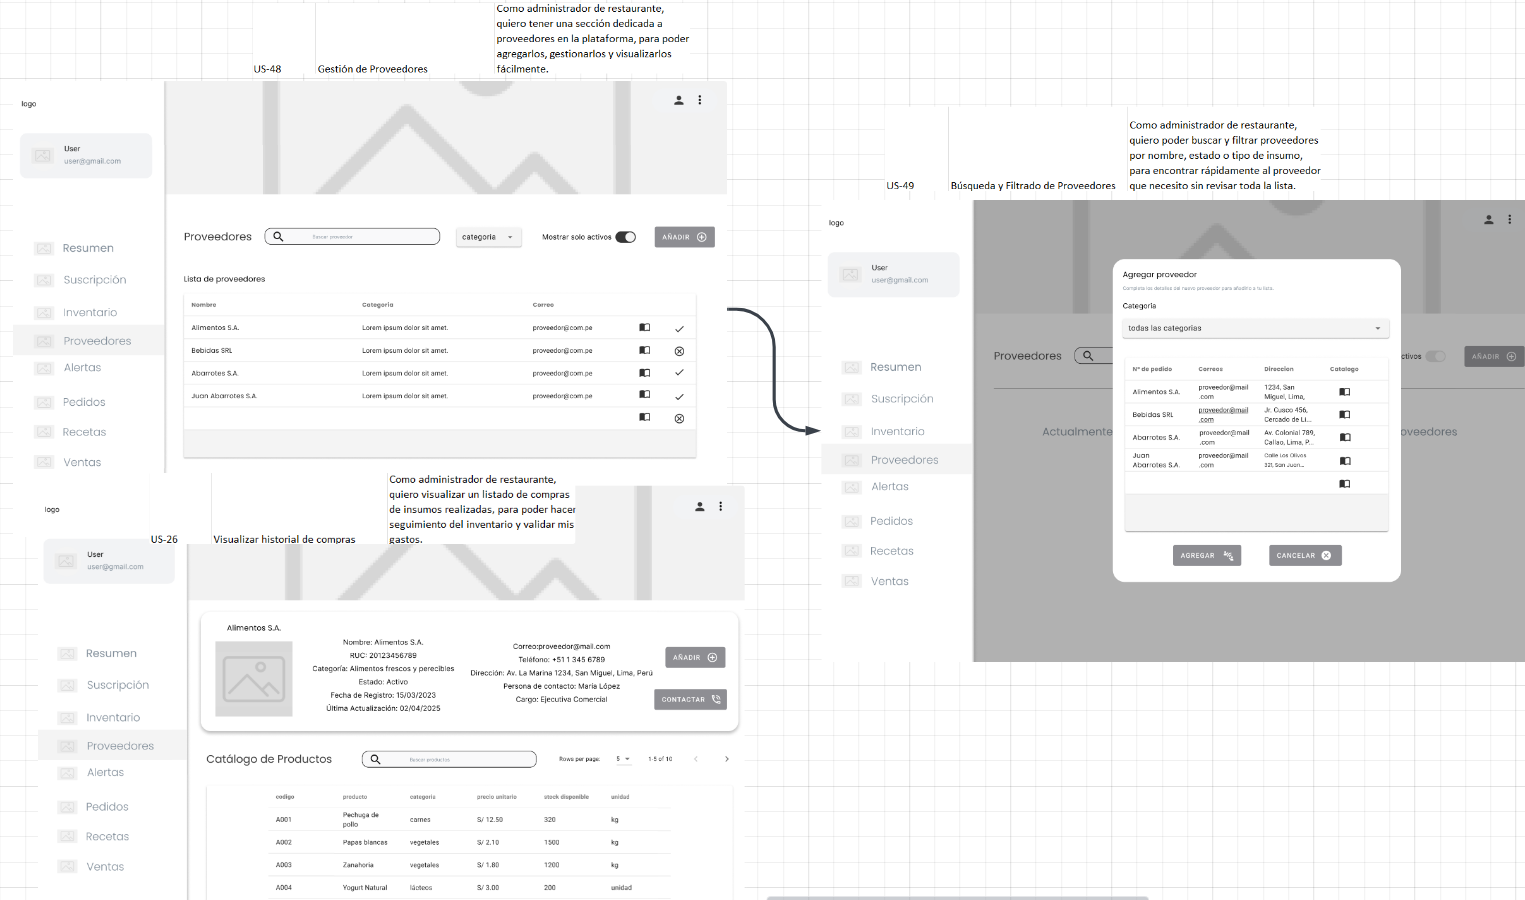 Como administrador de restaurante,
quiero tener una sección dedicada a
proveedores en la plataforma, para poder
agregarlos, gestionarlos y visualizarlos
fácilmente.
US-48 Gestión de Proveedores
logo
User
user@gmail.com
Resumen
Suscripción
Inventario
Proveedores
Alertas
Pedidos
Recetas
Ventas
Proveedores Buscar proveedor categoria Mostrar solo activos AÑADIR
Lista de proveedores
Nombre Categoria Correo
Alimentos S.A. Lorem ipsum dolor sit amet. proveedor@com.pe
Bebidas SRL Lorem ipsum dolor sit amet. proveedor@com.pe
Abarrotes S.A. Lorem ipsum dolor sit amet. proveedor@com.pe
Juan Abarrotes S.A. Lorem ipsum dolor sit amet. proveedor@com.pe
Como administrador de restaurante,
quiero poder buscar y filtrar proveedores
por nombre, estado o tipo de insumo,
para encontrar rápidamente al proveedor
que necesito sin revisar toda la lista.
US-49 Búsqueda y Filtrado de Proveedores
logo
User
user@gmail.com
Resumen
Suscripción
Inventario
Proveedores
Alertas
Pedidos
Recetas
Ventas
Proveedores
ctivos AÑADIR
Actualmente
oveedores
Agregar proveedor
Completa los detalles del nuevo proveedor para añadirlo a tu lista.
Categoria
todas las categorias
Nº de pedido Correos Direccion Catalogo
Alimentos S.A. proveedor@mail .com 1234, San Miguel, Lima,
Bebidas SRL proveedor@mail .com Jr. Cusco 456, Cercado de Li...
Abarrotes S.A. proveedor@mail .com Av. Colonial 789, Callao, Lima, P...
Juan Abarrotes S.A. proveedor@mail .com Calle Los Olivos 321, San Juan...
AGREGAR CANCELAR
Como administrador de restaurante,
quiero visualizar un listado de compras
de insumos realizadas, para poder hacer
seguimiento del inventario y validar mis
gastos.
US-26 Visualizar historial de compras
logo
User
user@gmail.com
Resumen
Suscripción
Inventario
Proveedores
Alertas
Pedidos
Recetas
Ventas
Alimentos S.A.
Nombre: Alimentos S.A.
RUC: 20123456789
Categoría: Alimentos frescos y perecibles
Estado: Activo
Fecha de Registro: 15/03/2023
Última Actualización: 02/04/2025
Correo:proveedor@mail.com
Teléfono: +51 1 345 6789
Dirección: Av. La Marina 1234, San Miguel, Lima, Perú
Persona de contacto: María López
Cargo: Ejecutiva Comercial
AÑADIR
CONTACTAR
Catálogo de Productos Buscar productos Rows per page: 5 1-5 of 10
codigo producto categoria precio unitario stock disponible unidad
A001 Pechuga de pollo carnes S/ 12.50 320 kg
A002 Papas blancas vegetales S/ 2.10 1500 kg
A003 Zanahoria vegetales S/ 1.80 1200 kg
A004 Yogurt Natural lácteos S/ 3.00 200 unidad